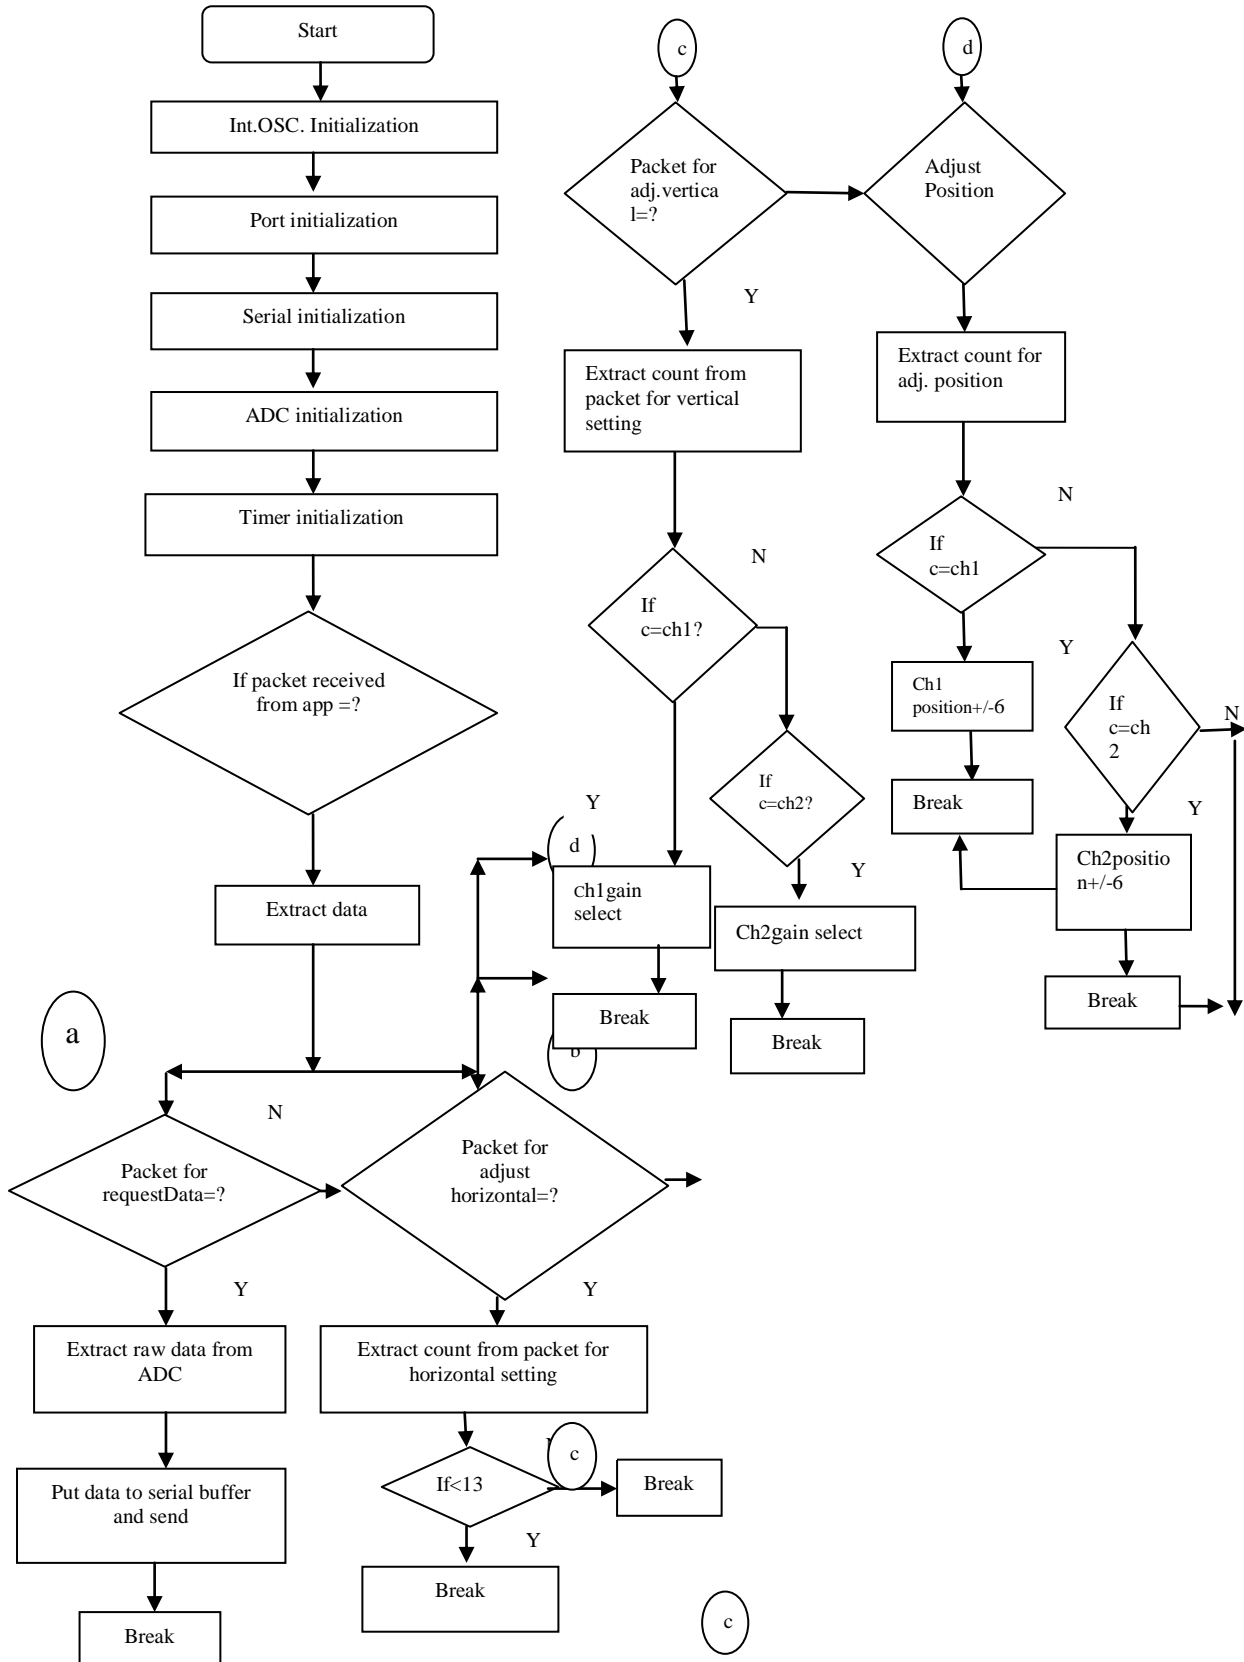 Start
Int.OSC. Initialization
Port initialization
Serial initialization
ADC initialization
Timer initialization
If packet received
from app =?
Extract data
a
N
Packet for
requestData=?
Y
Extract raw data from
ADC
Put data to serial buffer
and send
Break
Packet for
adjust
horizontal=?
Y
Extract count from packet for
horizontal setting
If<13
c
Break
Y
Break
c
c
Packet for
adj.vertica
l=?
Y
Extract count from
packet for vertical
setting
N
If
c=ch1?
If
c=ch2?
Y
d
Ch1gain
select
Y
Ch2gain select
Break
b
Break
d
Adjust
Position
Extract count for
adj. position
N
If
c=ch1
Y
Ch1
position+/-6
If
c=ch
2
N
Break
Y
Ch2positio
n+/-6
Break